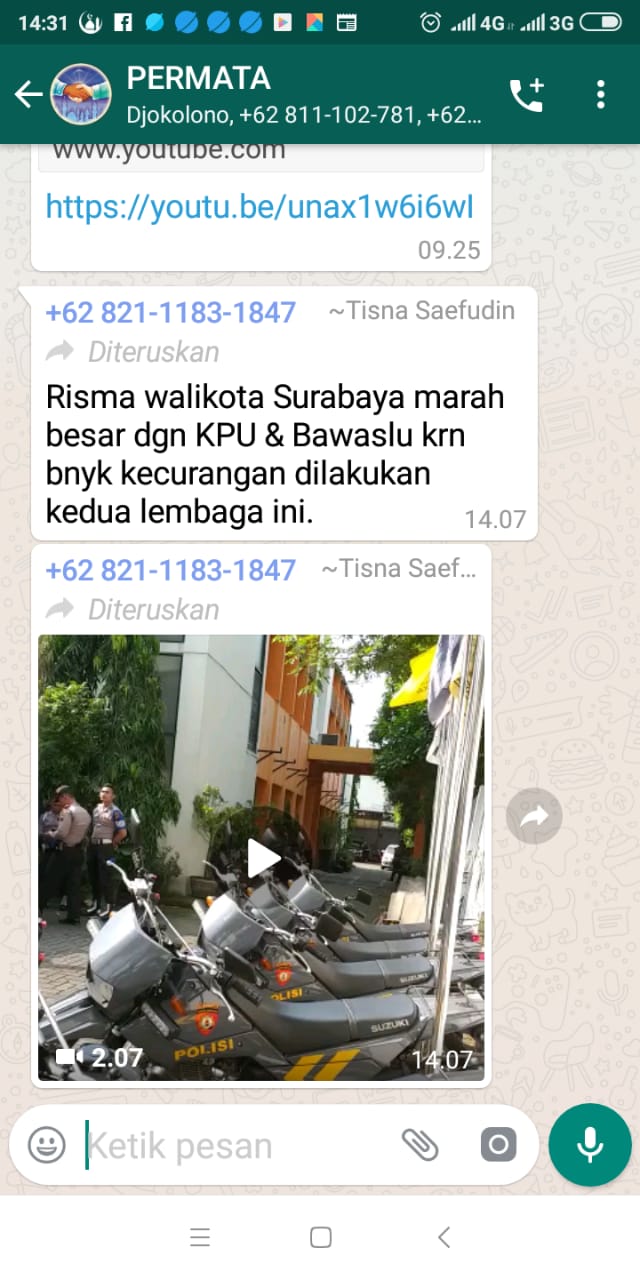 14:31 4G 3G
PERMATA
Djokolono, +62 811-102-781, +62...
www.youtube.com
https://youtu.be/unax1w6i6wI
09.25
+62 821-1183-1847 ~Tisna Saefudin
Diteruskan
Risma walikota Surabaya marah
besar dgn KPU & Bawaslu krn
bnyk kecurangan dilakukan
kedua lembaga ini. 14.07
+62 821-1183-1847 ~Tisna Saef...
Diteruskan
SUZUKI
POLISI
SUZUKI
POLISI
2.07 14.07
Ketik pesan